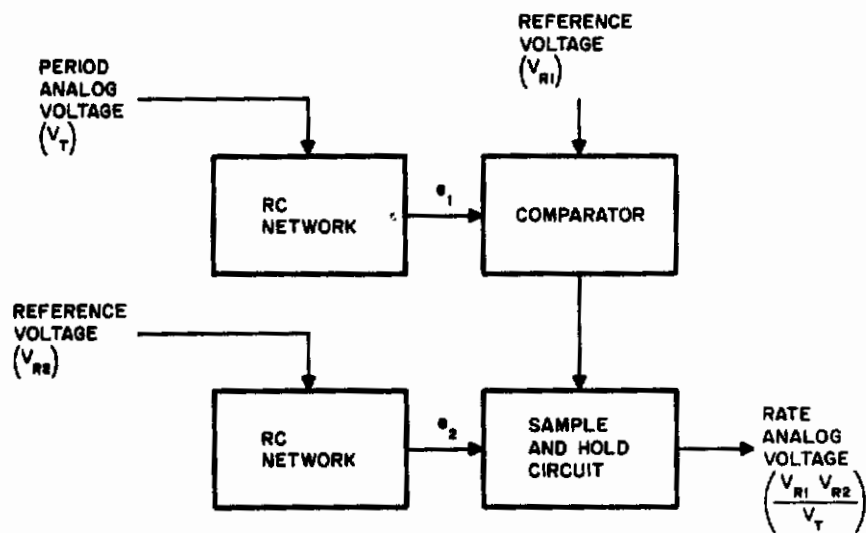 REFERENCE
VOLTAGE
(V_R1)
PERIOD
ANALOG
VOLTAGE
(V_T)
RC
NETWORK
e_1
COMPARATOR
REFERENCE
VOLTAGE
(V_R2)
RC
NETWORK
e_2
SAMPLE
AND HOLD
CIRCUIT
RATE
ANALOG
VOLTAGE
(V_R1 V_R2 / V_T)